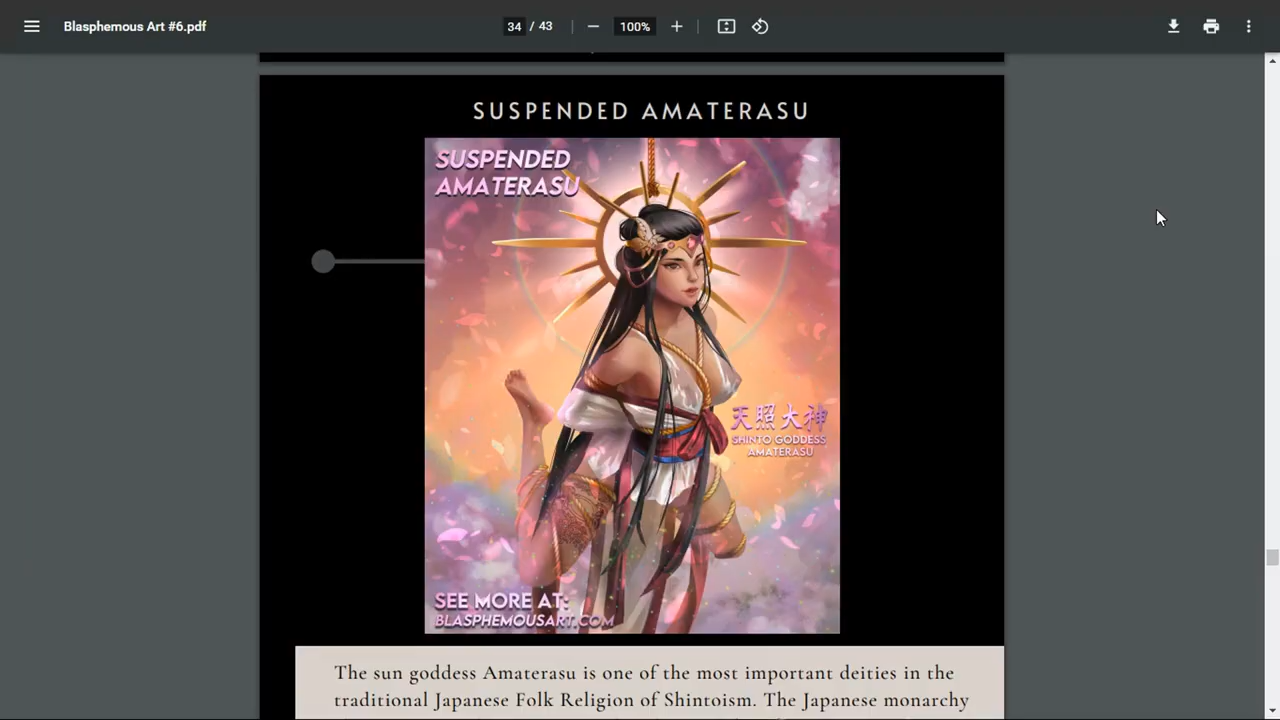 Blasphemous Art #6.pdf
34 / 43
100%
SUSPENDED AMATERASU
SUSPENDED
AMATERASU
天照大神
SHINTO GODDESS
AMATERASU
SEE MORE AT:
BLASPHEMOUSART.COM
The sun goddess Amaterasu is one of the most important deities in the
traditional Japanese Folk Religion of Shintoism. The Japanese monarchy